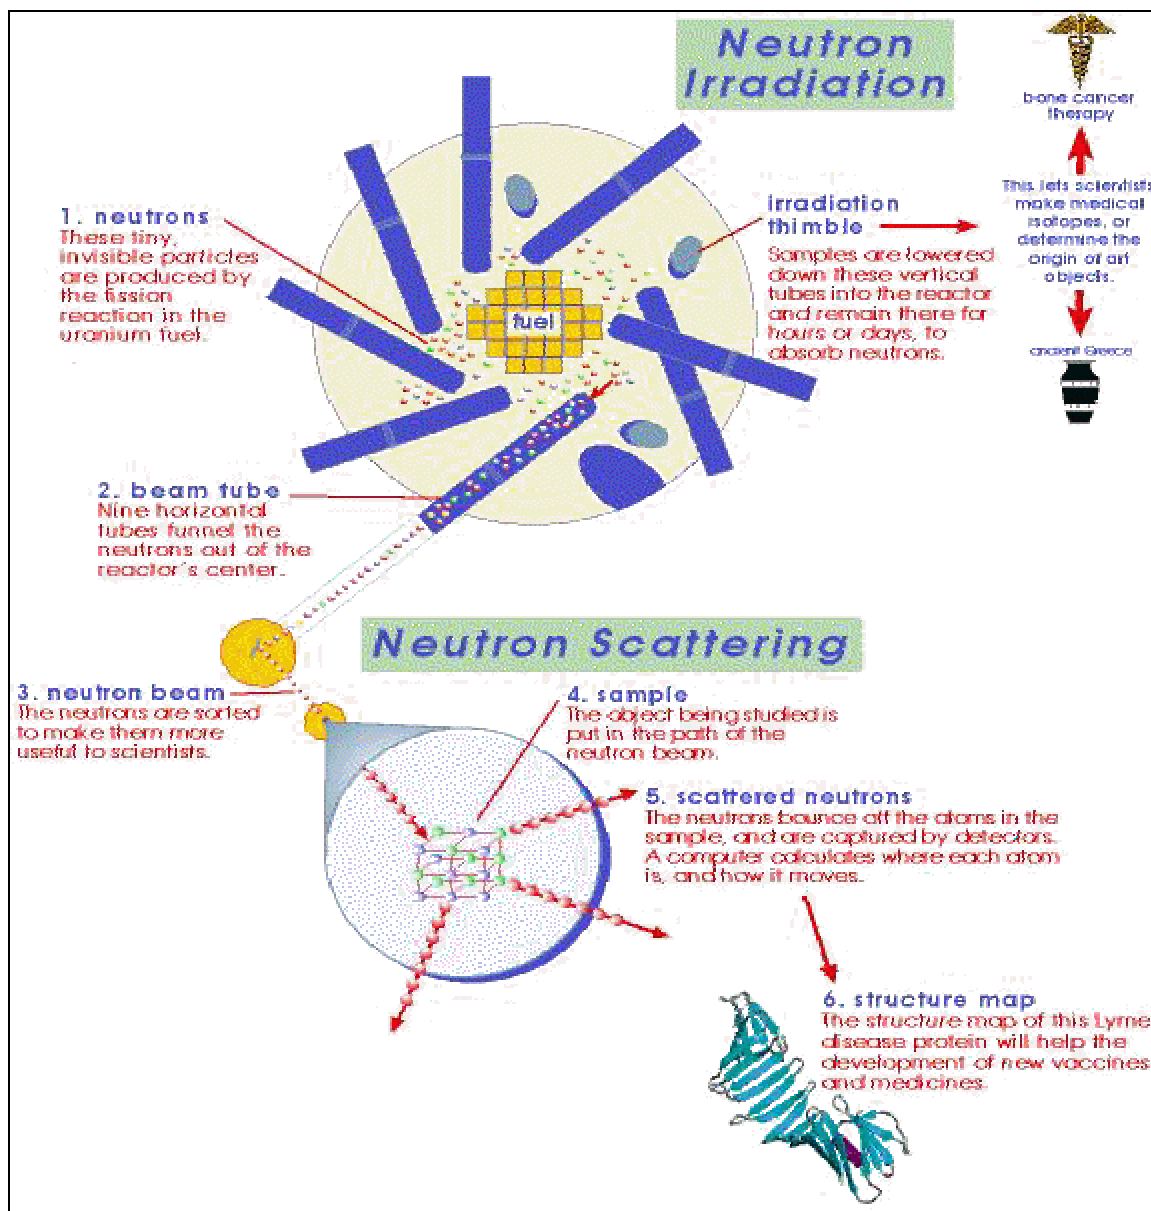 Neutron
Irradiation
bone cancer
therapy
This lets scientists
make medical
isotopes, or
determine the
origin of art
objects.
ancient Greece
irradiation
thimble
Samples are lowered
down these vertical
tubes into the reactor
and remain there for
hours or days, to
absorb neutrons.
1. neutrons
These tiny,
invisible particles
are produced by
the fission
reaction in the
uranium fuel.
fuel
2. beam tube
Nine horizontal
tubes funnel the
neutrons out of the
reactor's center.
Neutron Scattering
3. neutron beam
The neutrons are sorted
to make them more
useful to scientists.
4. sample
The object being studied is
put in the path of the
neutron beam.
5. scattered neutrons
The neutrons bounce off the atoms in the
sample, and are captured by detectors.
A computer calculates where each atom
is, and how it moves.
6. structure map
The structure map of this Lyme
disease protein will help the
development of new vaccines
and medicines.